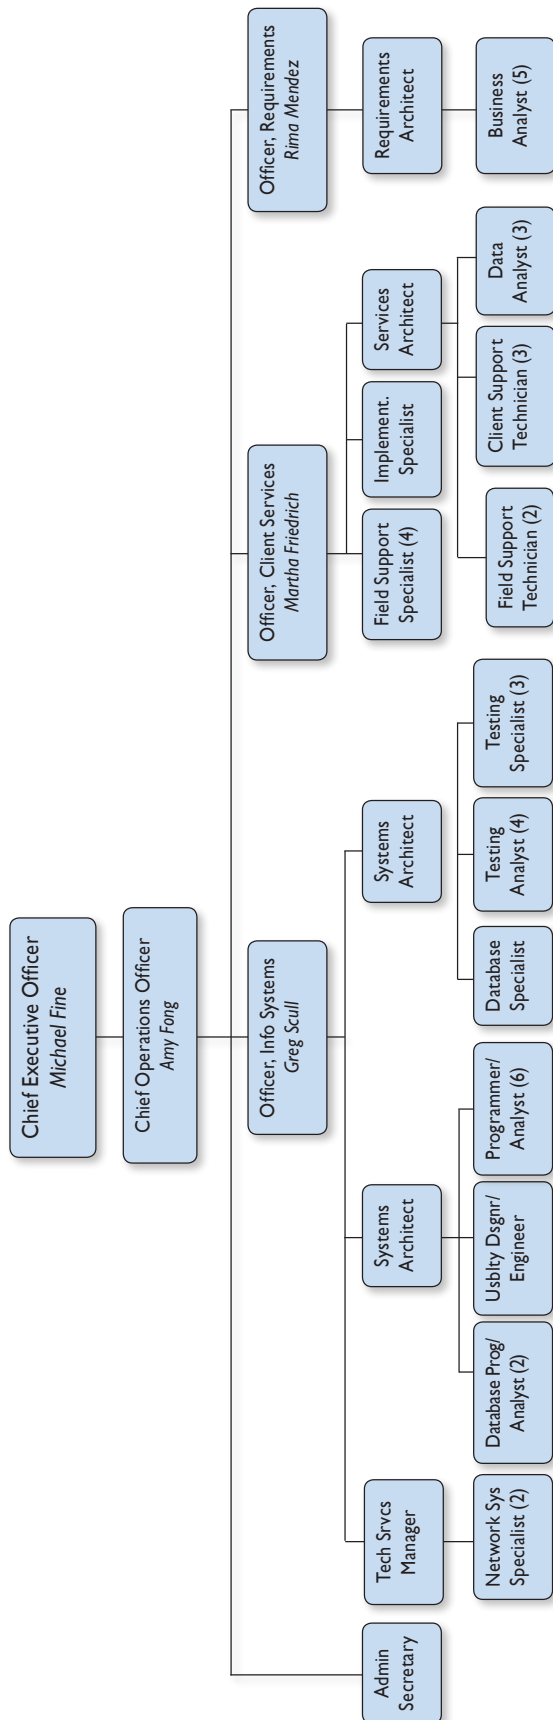 Chief Executive Officer
Michael Fine
Chief Operations Officer
Amy Fong
Officer, Info Systems
Greg Scull
Officer, Client Services
Martha Friedrich
Officer, Requirements
Rima Mendez
Admin
Secretary
Tech Srvcs
Manager
Systems
Architect
Systems
Architect
Field Support
Specialist (4)
Implement.
Specialist
Services
Architect
Requirements
Architect
Network Sys
Specialist (2)
Database Prog/
Analyst (2)
Usblty Dsgnr/
Engineer
Programmer/
Analyst (6)
Database
Specialist
Testing
Analyst (4)
Testing
Specialist (3)
Field Support
Technician (2)
Client Support
Technician (3)
Data
Analyst (3)
Business
Analyst (5)